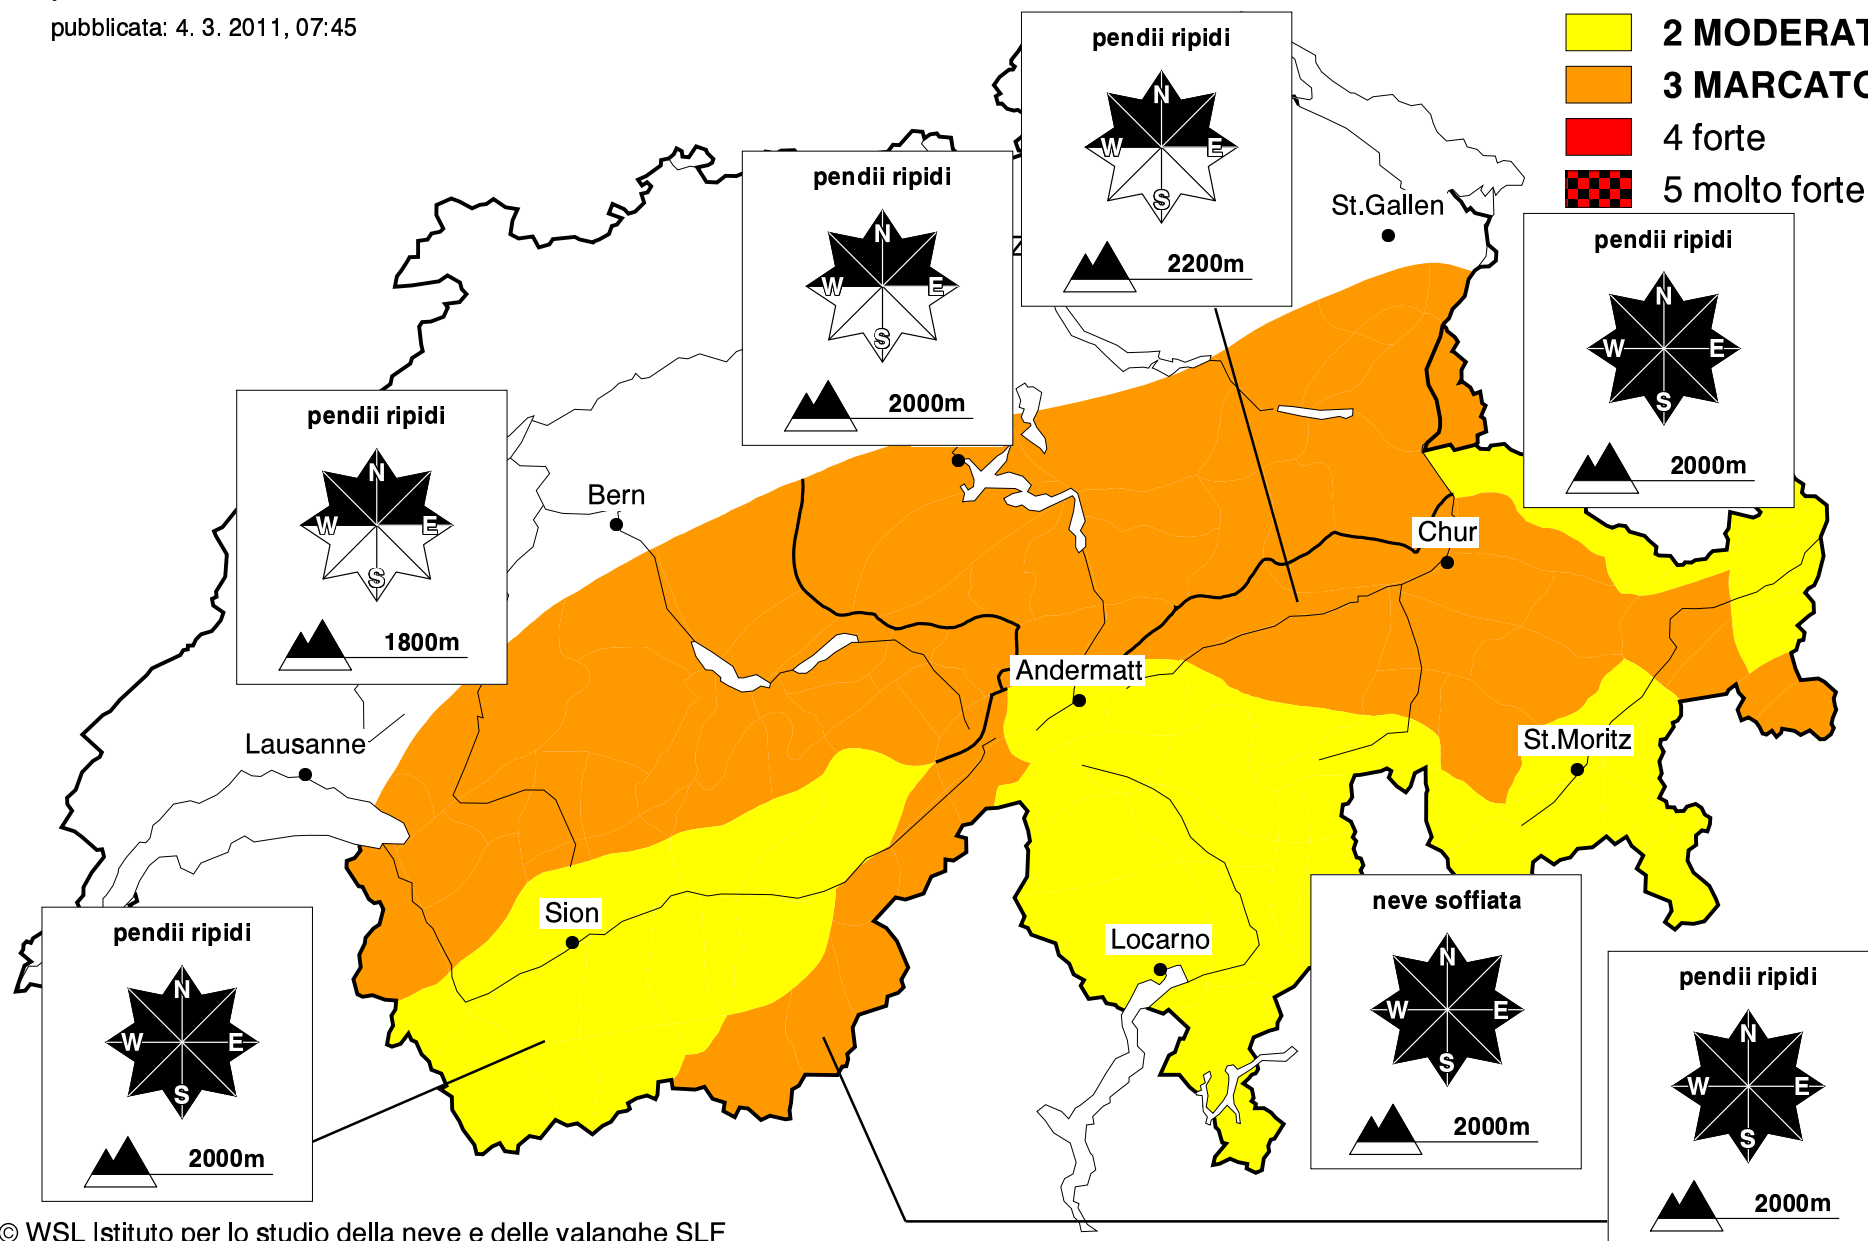 pubblicata: 4. 3. 2011, 07:45
2 MODERAT
3 MARCATO
4 forte
5 molto forte
pendii ripidi
N
W E
S
2200m
pendii ripidi
N
W E
S
2000m
St.Gallen
pendii ripidi
N
W E
S
2000m
pendii ripidi
N
W E
S
1800m
Bern
Chur
Andermatt
Lausanne
St.Moritz
Sion
Locarno
pendii ripidi
N
W E
S
2000m
neve soffiata
N
W E
S
2000m
pendii ripidi
N
W E
S
2000m
© WSL Istituto per lo studio della neve e delle valanghe SLF